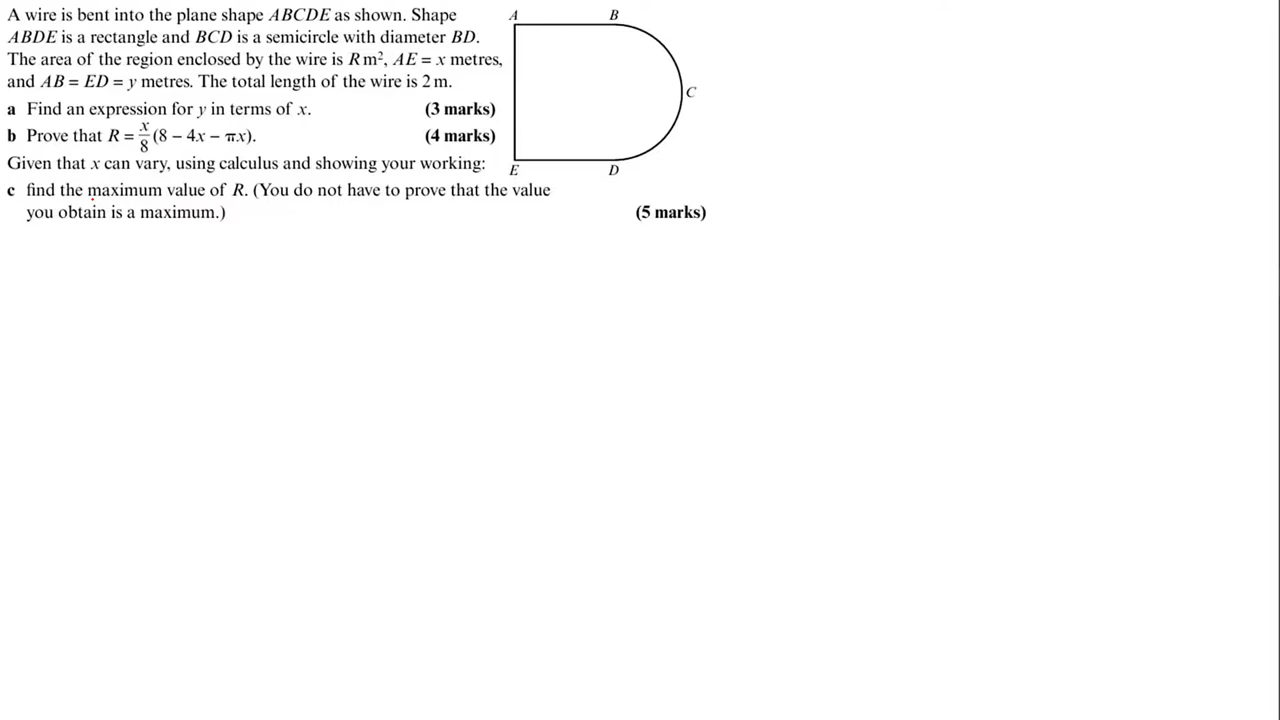 A wire is bent into the plane shape ABCDE as shown. Shape
ABDE is a rectangle and BCD is a semicircle with diameter BD.
The area of the region enclosed by the wire is R m², AE = x metres,
and AB = ED = y metres. The total length of the wire is 2 m.
a Find an expression for y in terms of x. (3 marks)
b Prove that R = x/8 (8 − 4x − πx). (4 marks)
Given that x can vary, using calculus and showing your working:
c find the maximum value of R. (You do not have to prove that the value
you obtain is a maximum.) (5 marks)
A B
C
E D